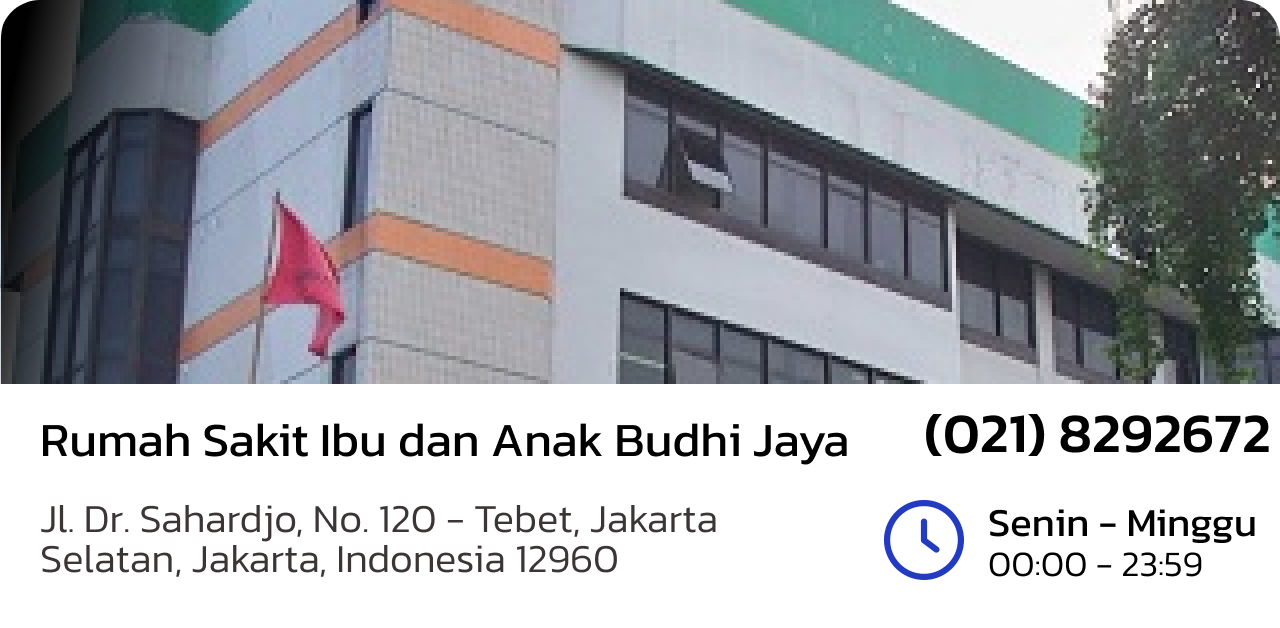 Rumah Sakit Ibu dan Anak Budhi Jaya
(021) 8292672
Jl. Dr. Sahardjo, No. 120 - Tebet, Jakarta
Selatan, Jakarta, Indonesia 12960
Senin - Minggu
00:00 - 23:59